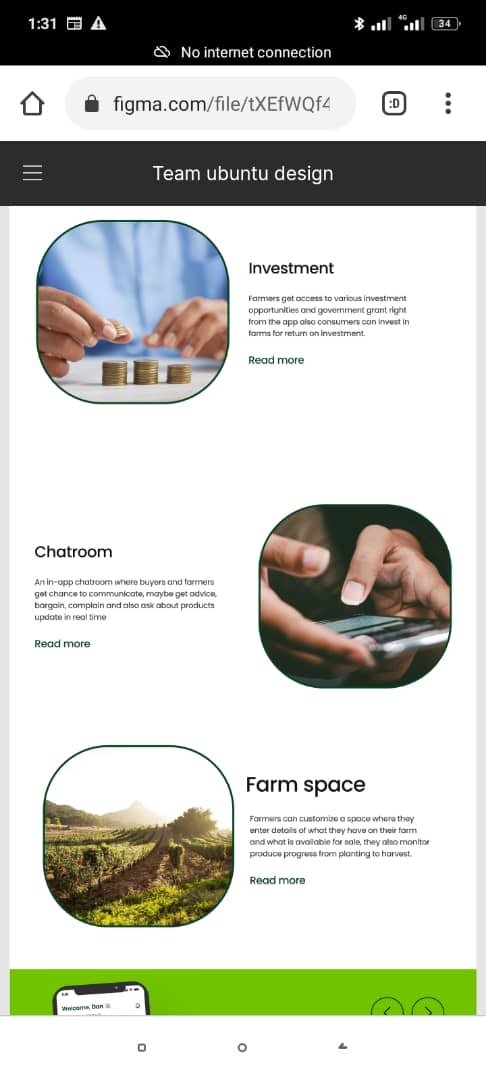 1:31
4G
34
No internet connection
figma.com/file/tXEfWQf4
:D
Team ubuntu design
Investment
Farmers get access to various investment
opportunities and government grant right
from the app also consumers can invest in
farms for return on investment.
Read more
Chatroom
An in-app chatroom where buyers and farmers
get chance to communicate, maybe get advice,
bargain, complain and also ask about products
update in real time
Read more
Farm space
Farmers can customize a space where they
enter details of what they have on their farm
and what is available for sale, they also monitor
produce progress from planting to harvest.
Read more
Welcome, Dan